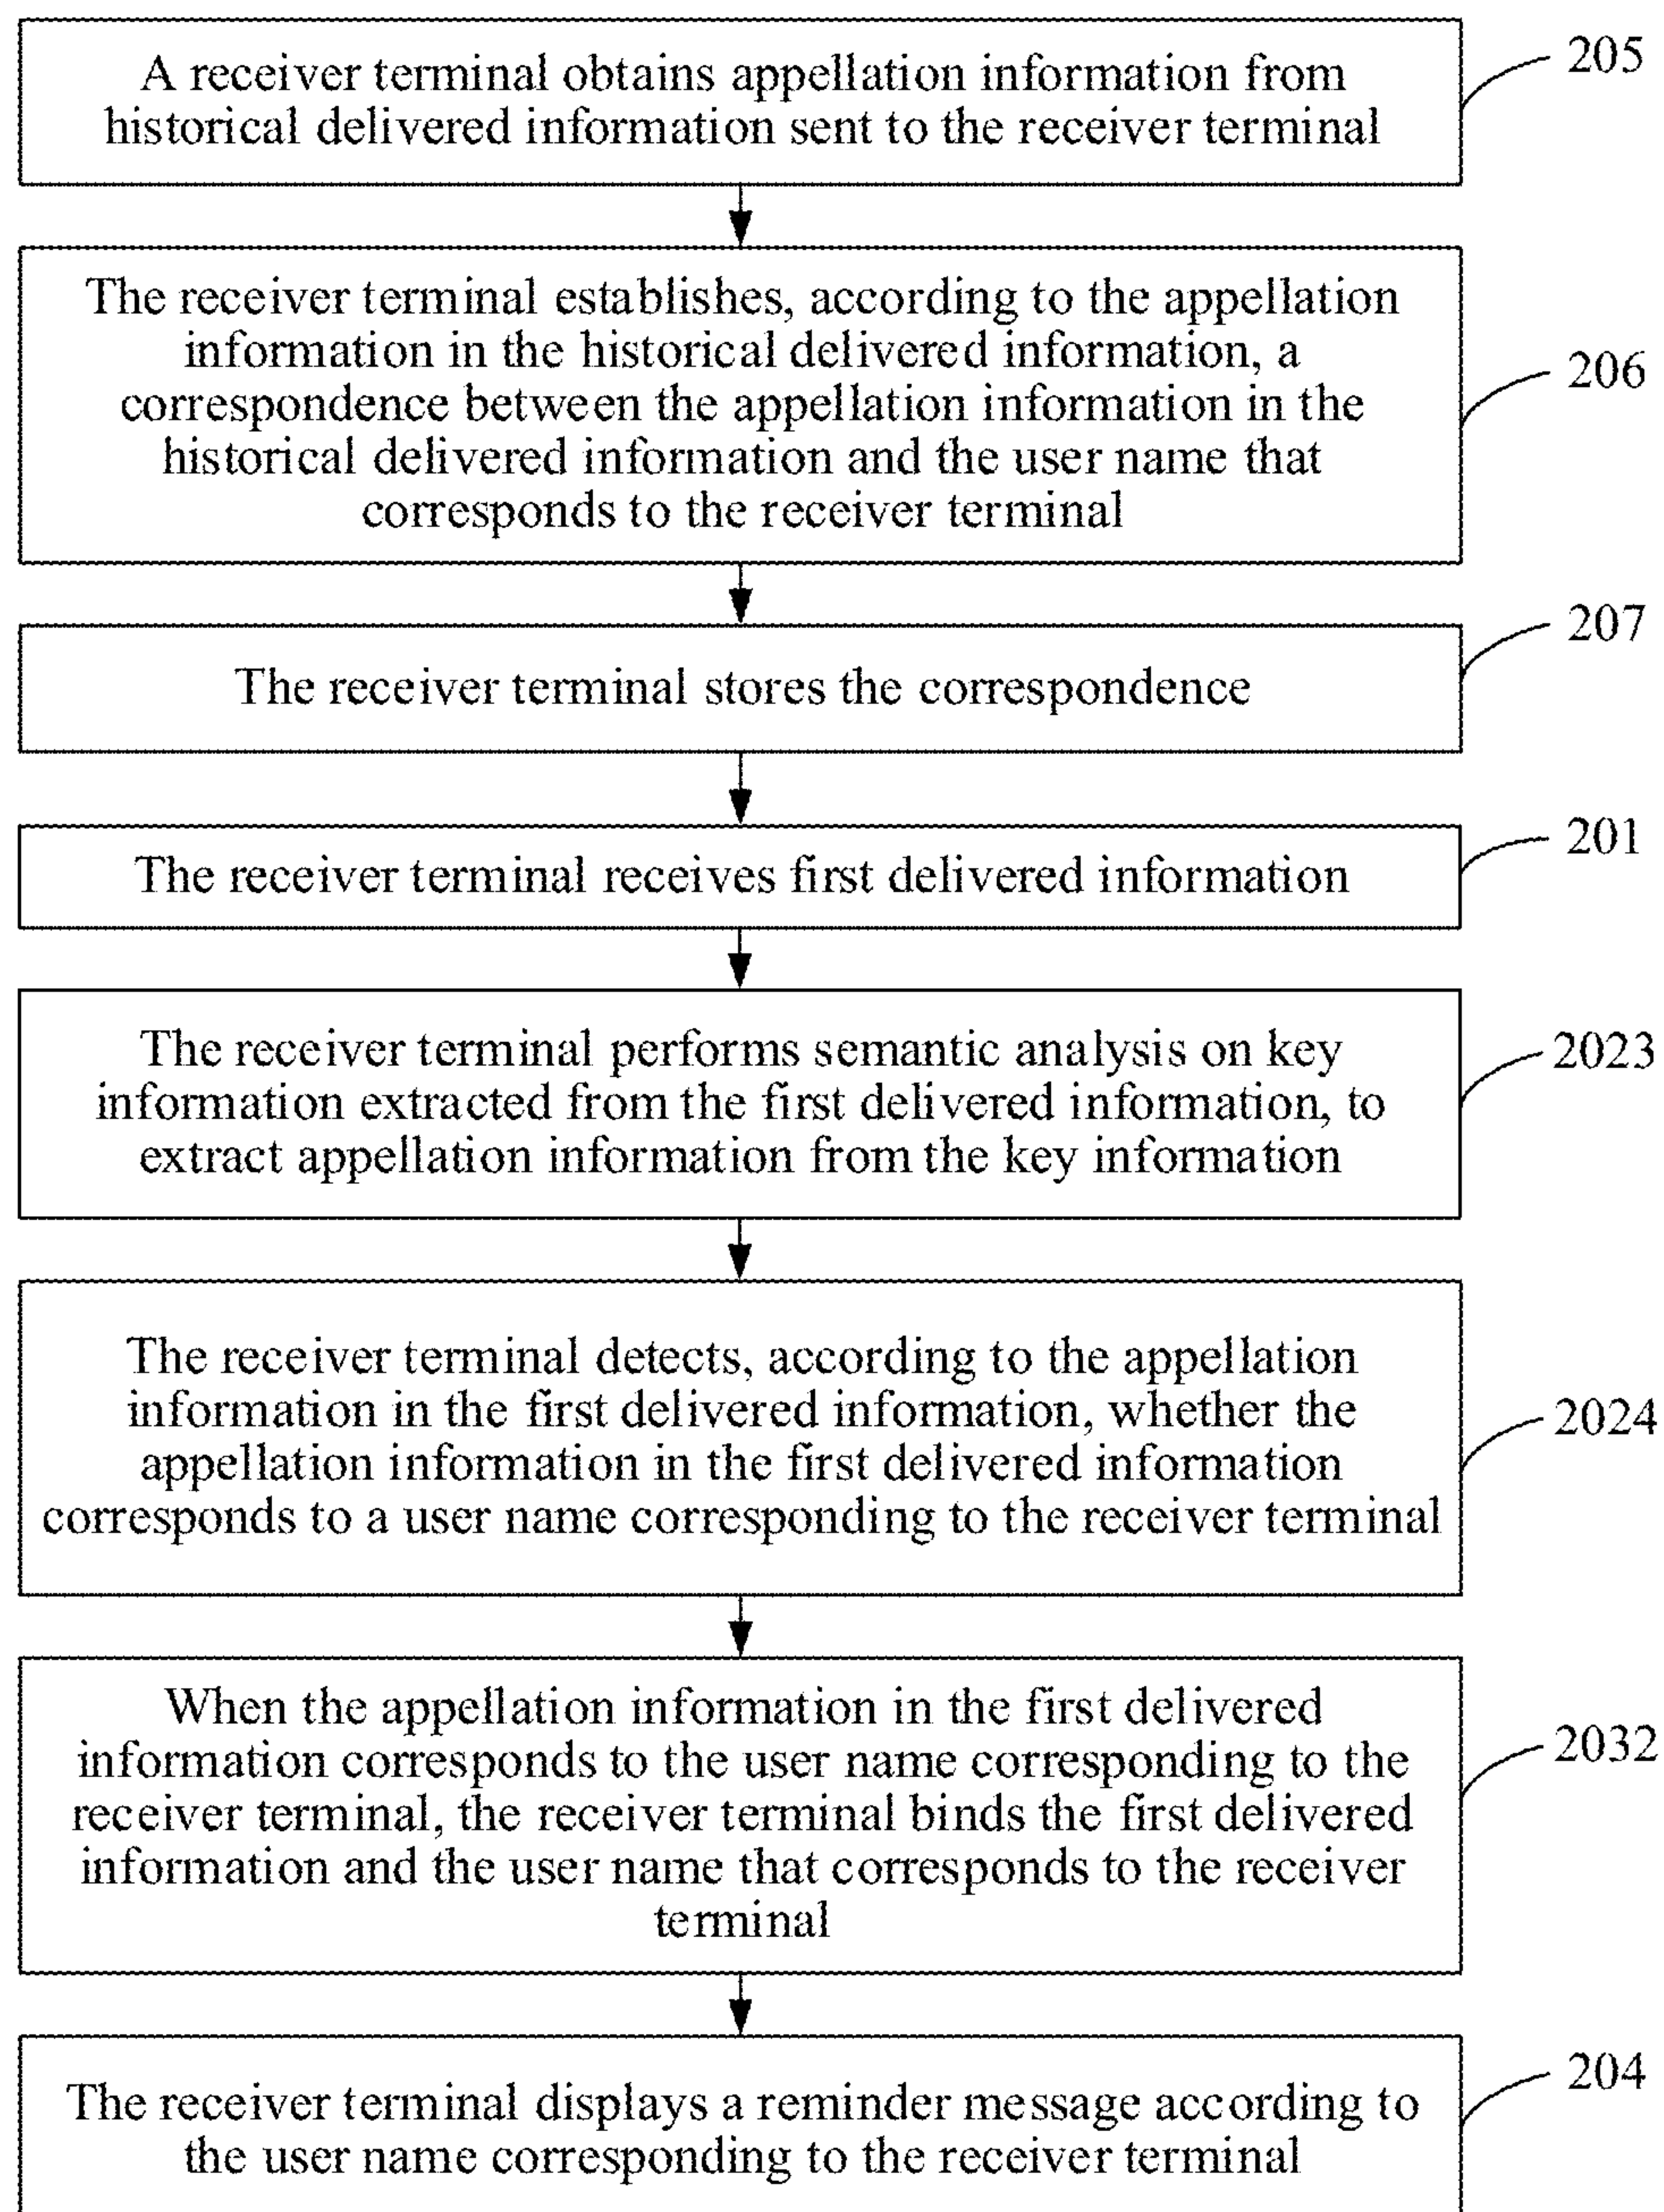 A receiver terminal obtains appellation information from
historical delivered information sent to the receiver terminal
205
The receiver terminal establishes, according to the appellation
information in the historical delivered information, a
correspondence between the appellation information in the
historical delivered information and the user name that
corresponds to the receiver terminal
206
The receiver terminal stores the correspondence
207
The receiver terminal receives first delivered information
201
The receiver terminal performs semantic analysis on key
information extracted from the first delivered information, to
extract appellation information from the key information
2023
The receiver terminal detects, according to the appellation
information in the first delivered information, whether the
appellation information in the first delivered information
corresponds to a user name corresponding to the receiver terminal
2024
When the appellation information in the first delivered
information corresponds to the user name corresponding to the
receiver terminal, the receiver terminal binds the first delivered
information and the user name that corresponds to the receiver
terminal
2032
The receiver terminal displays a reminder message according to
the user name corresponding to the receiver terminal
204